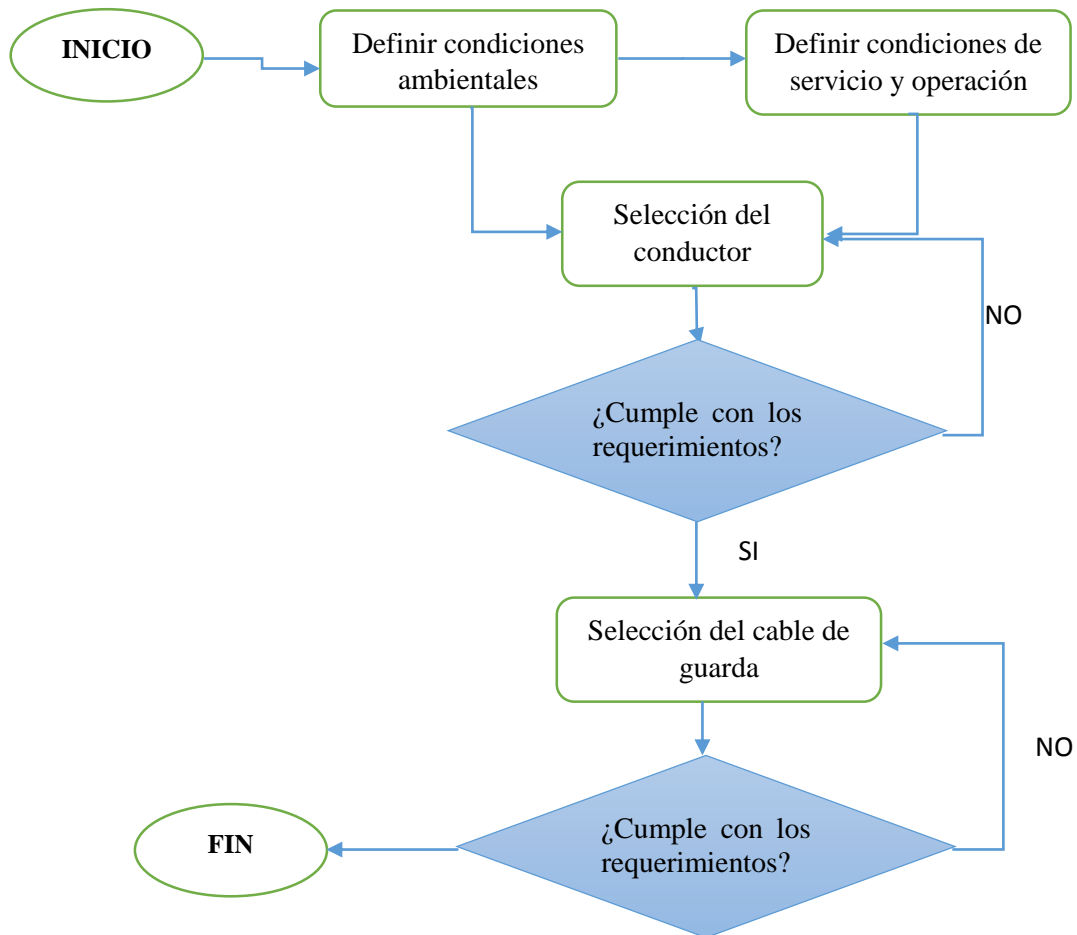 INICIO
Definir condiciones
ambientales
Definir condiciones de
servicio y operación
Selección del
conductor
NO
¿Cumple con los
requerimientos?
SI
Selección del cable de
guarda
NO
¿Cumple con los
requerimientos?
FIN